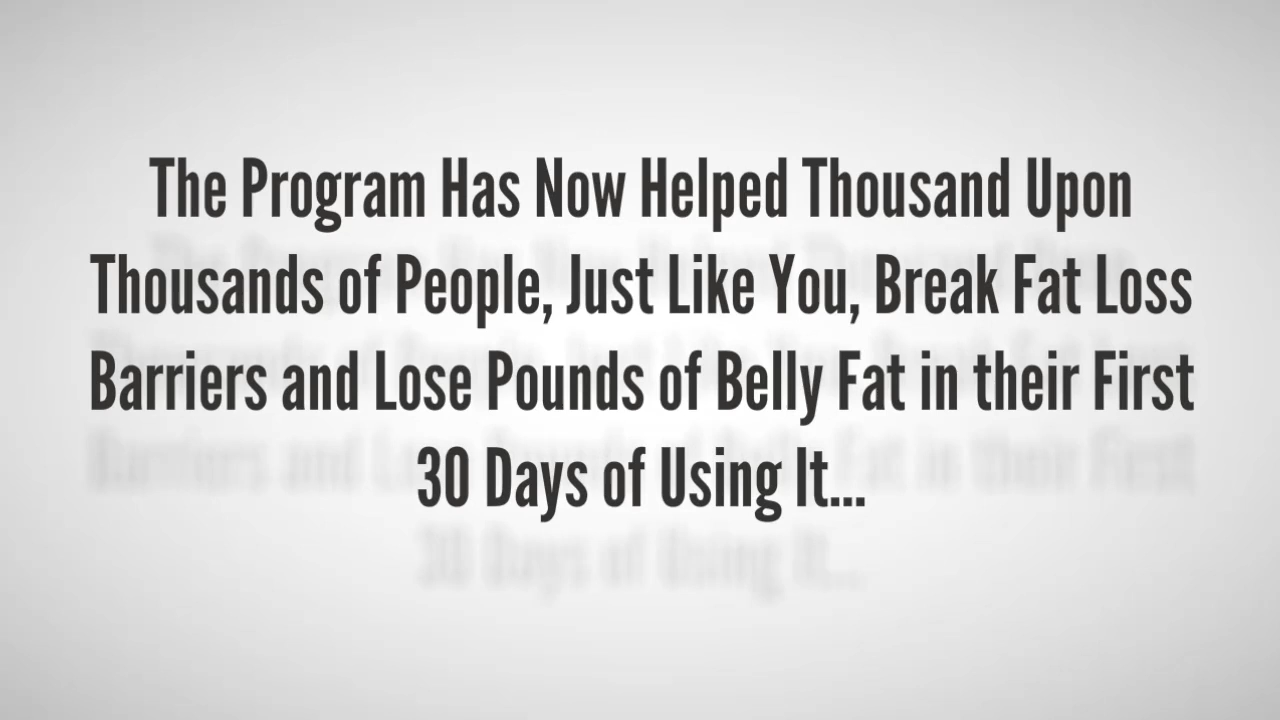 The Program Has Now Helped Thousand Upon
Thousands of People, Just Like You, Break Fat Loss
Barriers and Lose Pounds of Belly Fat in their First
30 Days of Using It...